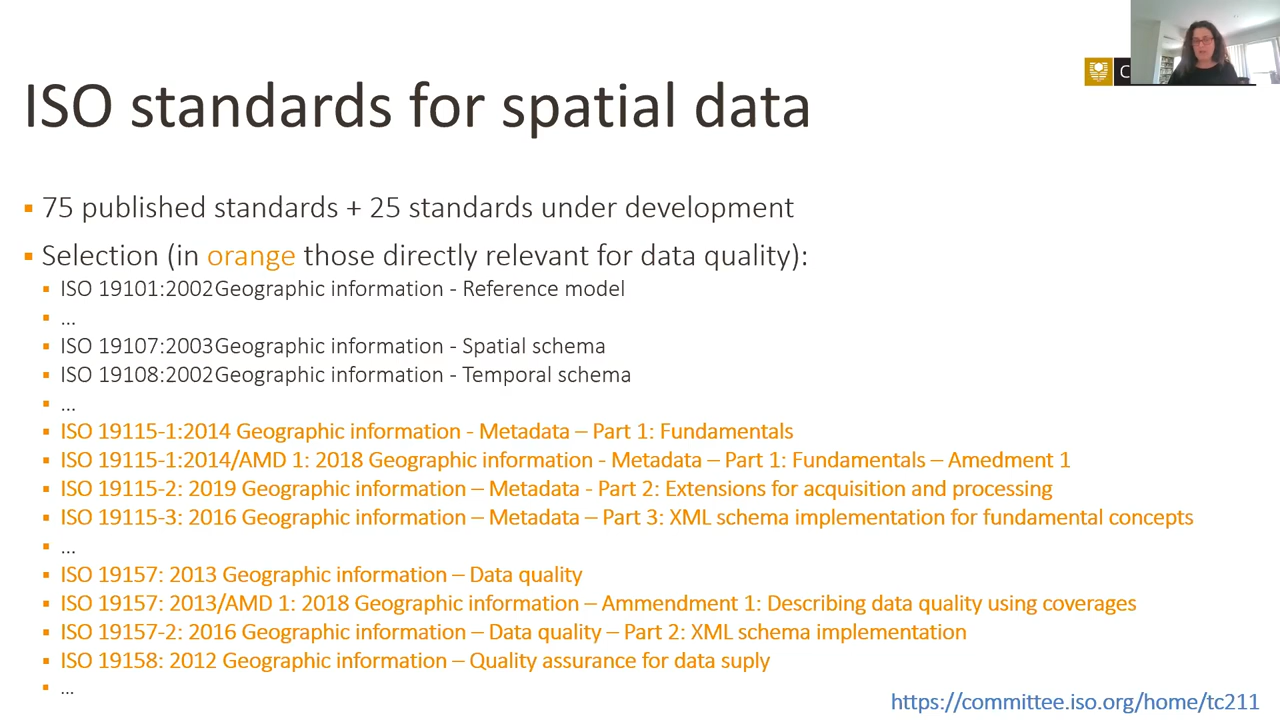 ISO standards for spatial data
75 published standards + 25 standards under development
Selection (in orange those directly relevant for data quality):
ISO 19101:2002Geographic information - Reference model
...
ISO 19107:2003Geographic information - Spatial schema
ISO 19108:2002Geographic information - Temporal schema
...
ISO 19115-1:2014 Geographic information - Metadata – Part 1: Fundamentals
ISO 19115-1:2014/AMD 1: 2018 Geographic information - Metadata – Part 1: Fundamentals – Amedment 1
ISO 19115-2: 2019 Geographic information – Metadata - Part 2: Extensions for acquisition and processing
ISO 19115-3: 2016 Geographic information – Metadata – Part 3: XML schema implementation for fundamental concepts
...
ISO 19157: 2013 Geographic information – Data quality
ISO 19157: 2013/AMD 1: 2018 Geographic information – Ammendment 1: Describing data quality using coverages
ISO 19157-2: 2016 Geographic information – Data quality – Part 2: XML schema implementation
ISO 19158: 2012 Geographic information – Quality assurance for data suply
...
https://committee.iso.org/home/tc211